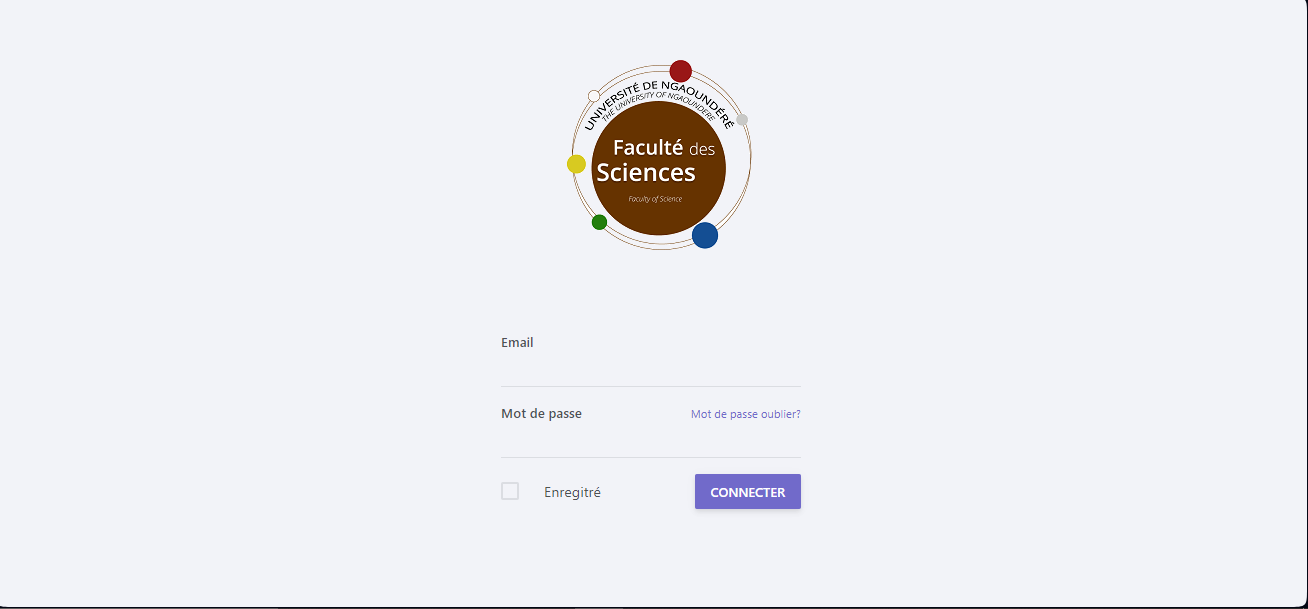 UNIVERSITÉ DE NGAOUNDÉRÉ
THE UNIVERSITY OF NGAOUNDERE
Faculté des
Sciences
Faculty of Science
Email
Mot de passe
Mot de passe oublier?
Enregitré
CONNECTER